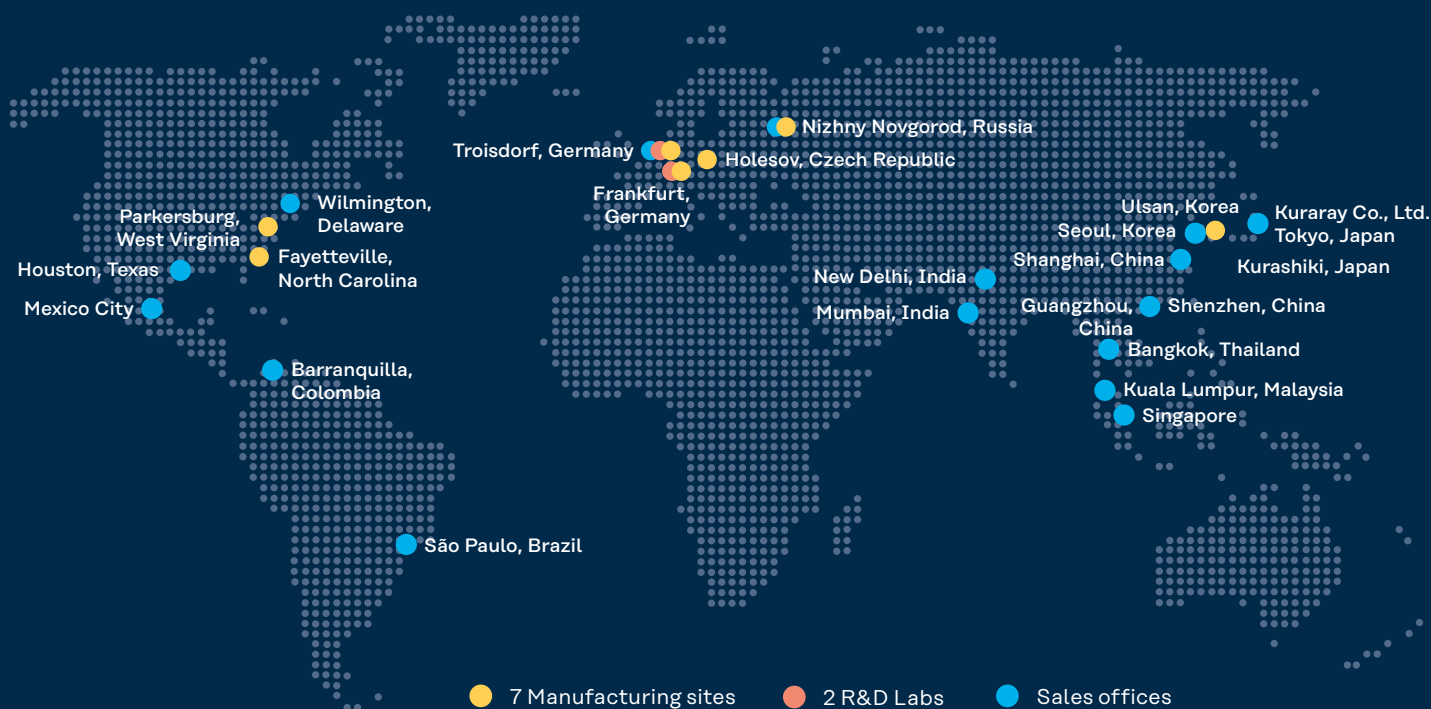 Nizhny Novgorod, Russia
Troisdorf, Germany
Holesov, Czech Republic
Frankfurt,
Germany
Wilmington,
Delaware
Parkersburg,
West Virginia
Fayetteville,
North Carolina
Houston, Texas
Mexico City
Barranquilla,
Colombia
São Paulo, Brazil
Ulsan, Korea
Seoul, Korea
Kuraray Co., Ltd.
Tokyo, Japan
Kurashiki, Japan
Shanghai, China
New Delhi, India
Mumbai, India
Guangzhou,
China
Shenzhen, China
Bangkok, Thailand
Kuala Lumpur, Malaysia
Singapore
7 Manufacturing sites
2 R&D Labs
Sales offices